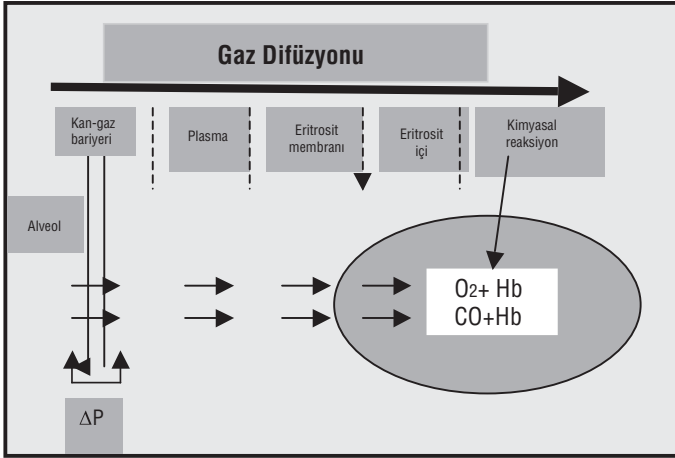 Gaz Difüzyonu
Kan-gaz
bariyeri
Plasma
Eritrosit
membranı
Eritrosit
içi
Kimyasal
reaksiyon
Alveol
O2+ Hb
CO+Hb
ΔP